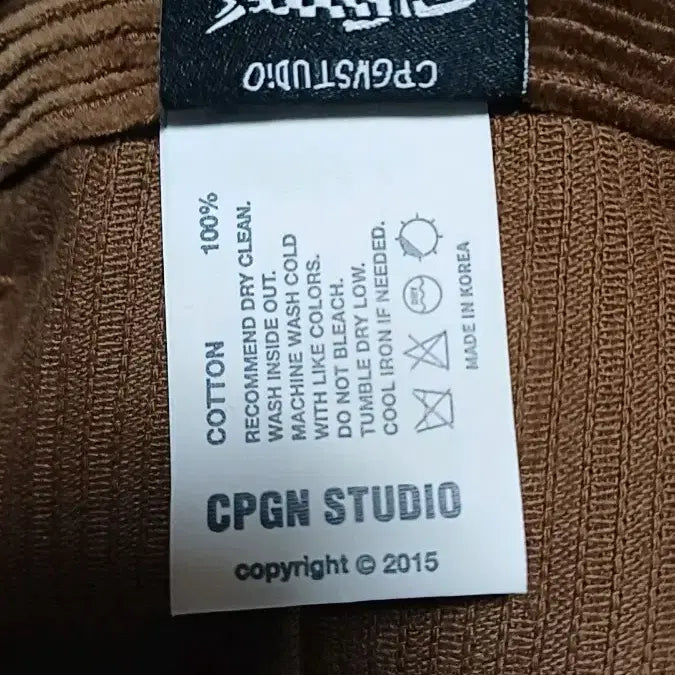 CPGNSTUDiO
COTTON 100%
RECOMMEND DRY CLEAN.
WASH INSIDE OUT.
MACHINE WASH COLD
WITH LIKE COLORS.
DO NOT BLEACH.
TUMBLE DRY LOW.
COOL IRON IF NEEDED.
MADE IN KOREA
CPGN STUDIO
copyright © 2015